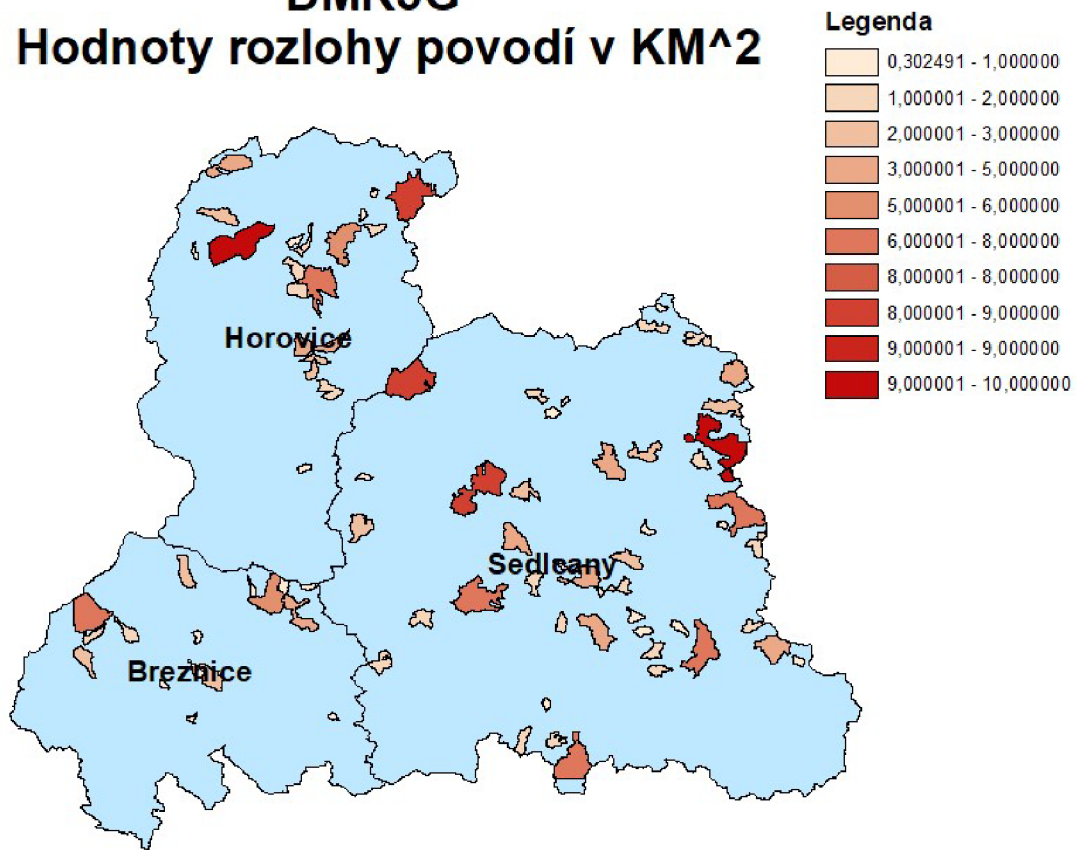 DMR5G
Hodnoty rozlohy povodí v KM^2
Legenda
0,302491 - 1,000000
1,000001 - 2,000000
2,000001 - 3,000000
3,000001 - 5,000000
5,000001 - 6,000000
6,000001 - 8,000000
8,000001 - 8,000000
8,000001 - 9,000000
9,000001 - 9,000000
9,000001 - 10,000000
Horovice
Sedlcany
Breznice